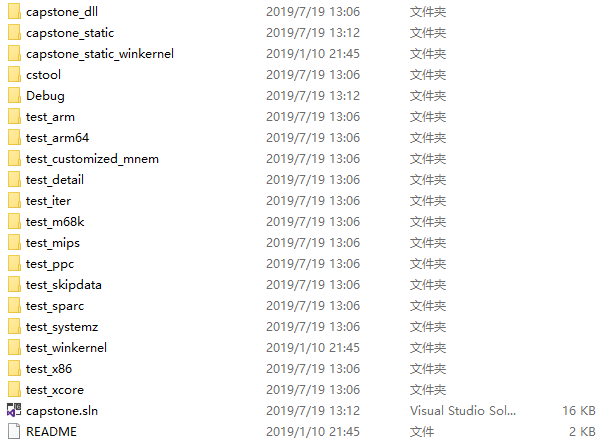 capstone_dll 2019/7/19 13:06 文件夹
capstone_static 2019/7/19 13:12 文件夹
capstone_static_winkernel 2019/1/10 21:45 文件夹
cstool 2019/7/19 13:06 文件夹
Debug 2019/7/19 13:12 文件夹
test_arm 2019/7/19 13:06 文件夹
test_arm64 2019/7/19 13:06 文件夹
test_customized_mnem 2019/7/19 13:06 文件夹
test_detail 2019/7/19 13:06 文件夹
test_iter 2019/7/19 13:06 文件夹
test_m68k 2019/7/19 13:06 文件夹
test_mips 2019/7/19 13:06 文件夹
test_ppc 2019/7/19 13:06 文件夹
test_skipdata 2019/7/19 13:06 文件夹
test_sparc 2019/7/19 13:06 文件夹
test_systemz 2019/7/19 13:06 文件夹
test_winkernel 2019/1/10 21:45 文件夹
test_x86 2019/7/19 13:06 文件夹
test_xcore 2019/7/19 13:06 文件夹
capstone.sln 2019/7/19 13:12 Visual Studio Sol... 16 KB
README 2019/1/10 21:45 文件 2 KB